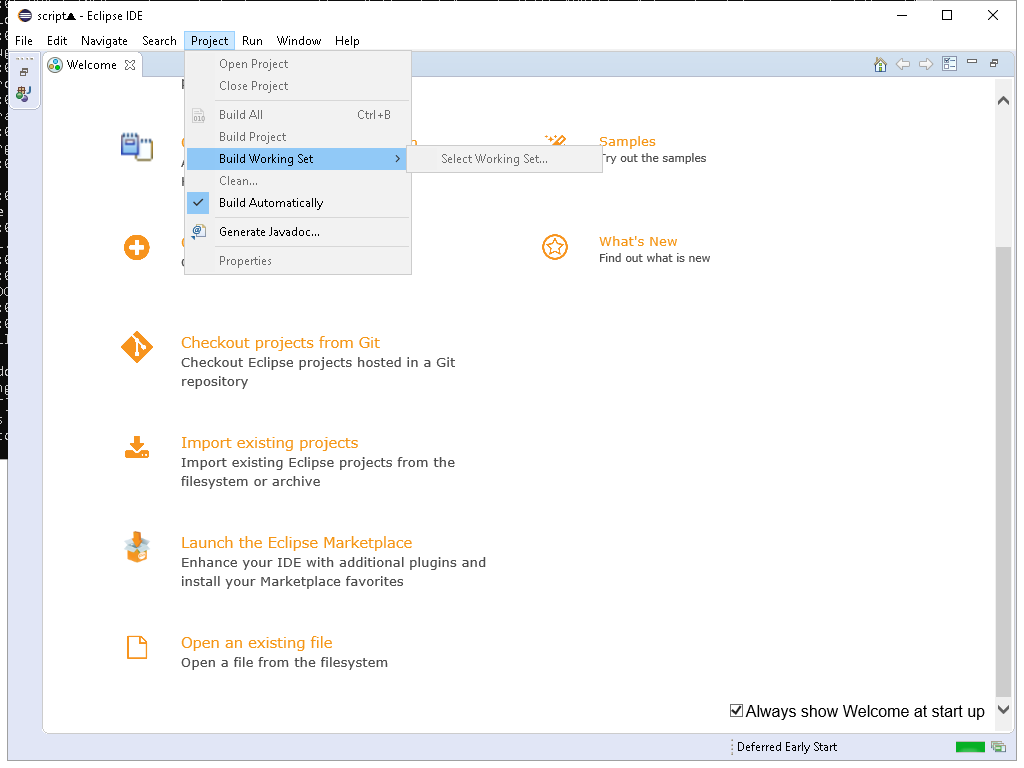 script▲ - Eclipse IDE
File Edit Navigate Search Project Run Window Help
Welcome
Open Project
Close Project
Build All Ctrl+B
Build Project
Build Working Set
Select Working Set...
Clean...
Build Automatically
Generate Javadoc...
Properties
Samples
Try out the samples
What's New
Find out what is new
Checkout projects from Git
Checkout Eclipse projects hosted in a Git
repository
Import existing projects
Import existing Eclipse projects from the
filesystem or archive
Launch the Eclipse Marketplace
Enhance your IDE with additional plugins and
install your Marketplace favorites
Open an existing file
Open a file from the filesystem
Always show Welcome at start up
Deferred Early Start